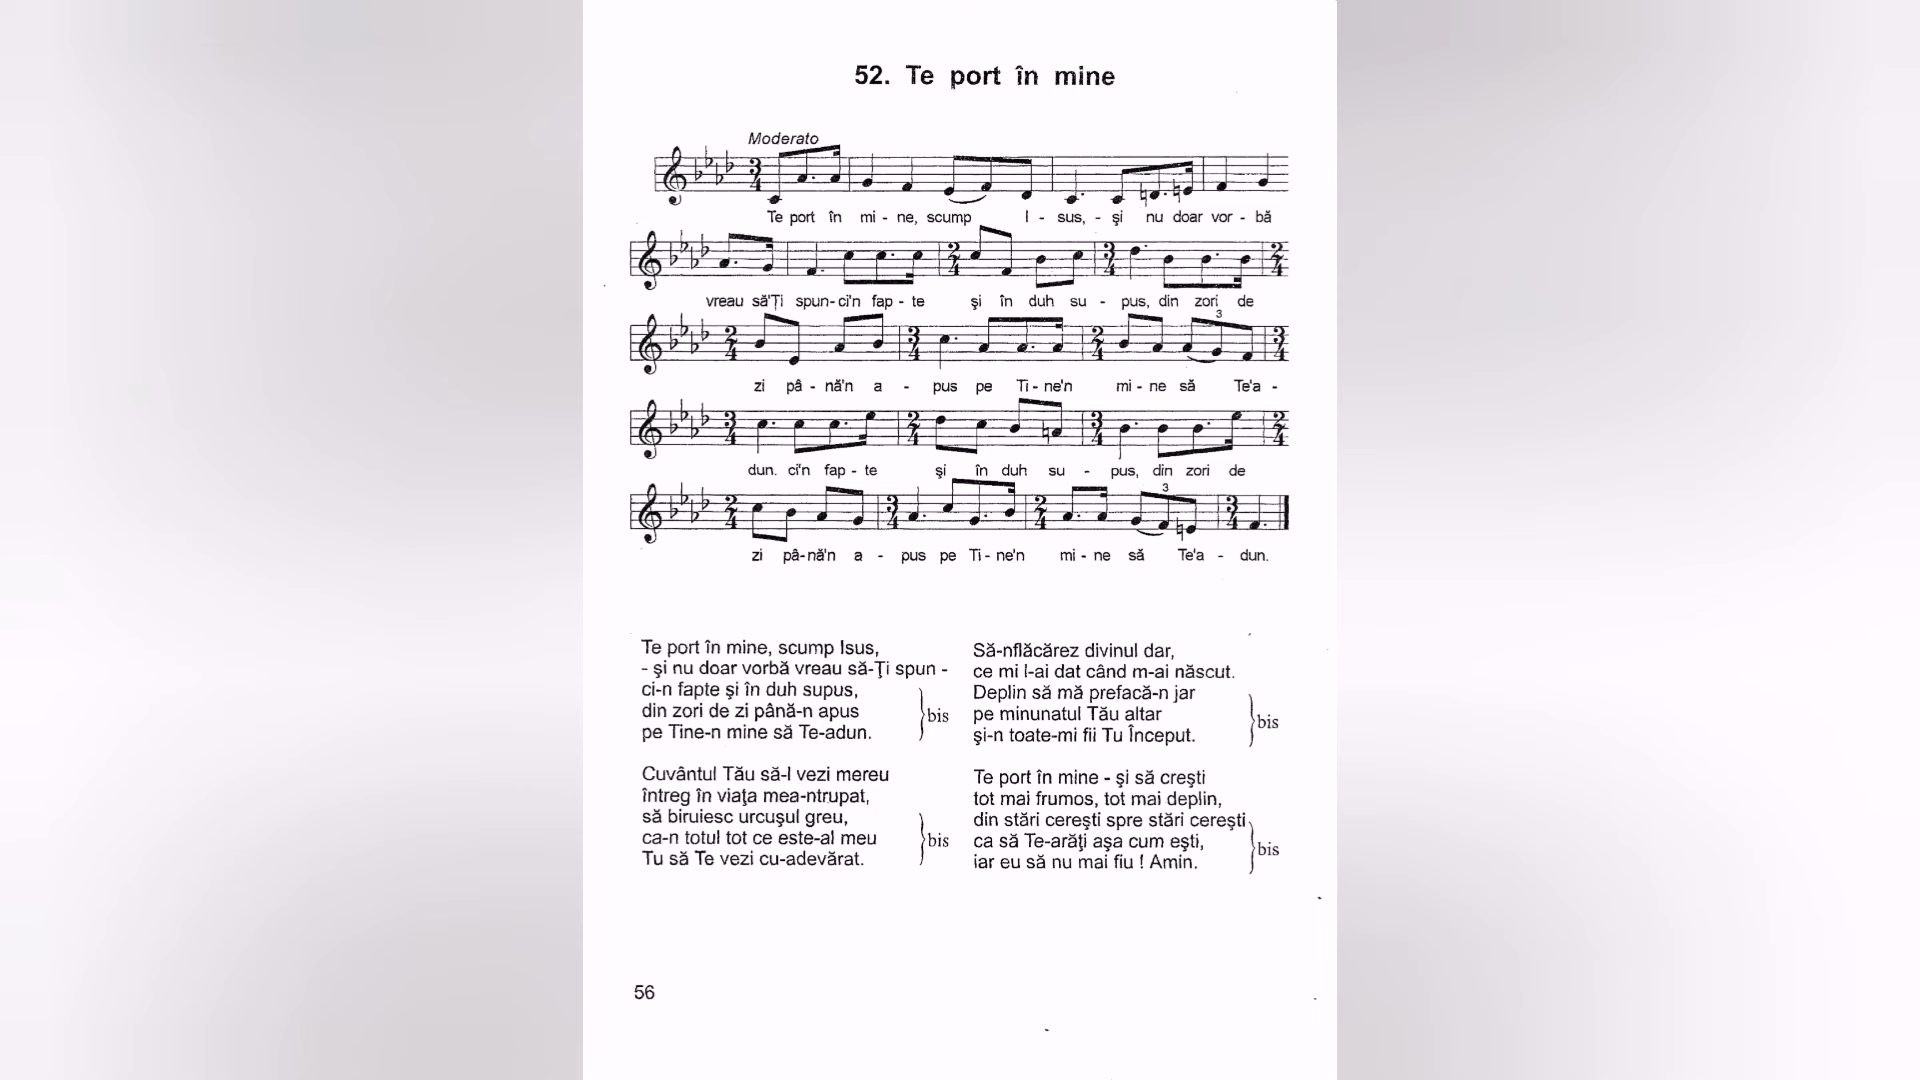 52. Te port în mine
Moderato
Te port în mi - ne, scump I - sus, - şi nu doar vor - bă
vreau să'Ţi spun-ci'n fap - te şi în duh su - pus, din zori de
3
zi pâ - nă'n a - pus pe Ti - ne'n mi - ne să Te'a -
dun. ci'n fap - te şi în duh su - pus, din zori de
3
zi pâ-nă'n a - pus pe Ti - ne'n mi - ne să Te'a - dun.
Te port în mine, scump Isus,
- şi nu doar vorbă vreau să-Ţi spun -
ci-n fapte şi în duh supus,
din zori de zi până-n apus
pe Tine-n mine să Te-adun.
bis
Cuvântul Tău să-l vezi mereu
întreg în viaţa mea-ntrupat,
să biruiesc urcuşul greu,
ca-n totul tot ce este-al meu
Tu să Te vezi cu-adevărat.
bis
Să-nflăcărez divinul dar,
ce mi l-ai dat când m-ai născut.
Deplin să mă prefacă-n jar
pe minunatul Tău altar
şi-n toate-mi fii Tu Început.
bis
Te port în mine - şi să creşti
tot mai frumos, tot mai deplin,
din stări cereşti spre stări cereşti
ca să Te-arăţi aşa cum eşti,
iar eu să nu mai fiu ! Amin.
bis
56